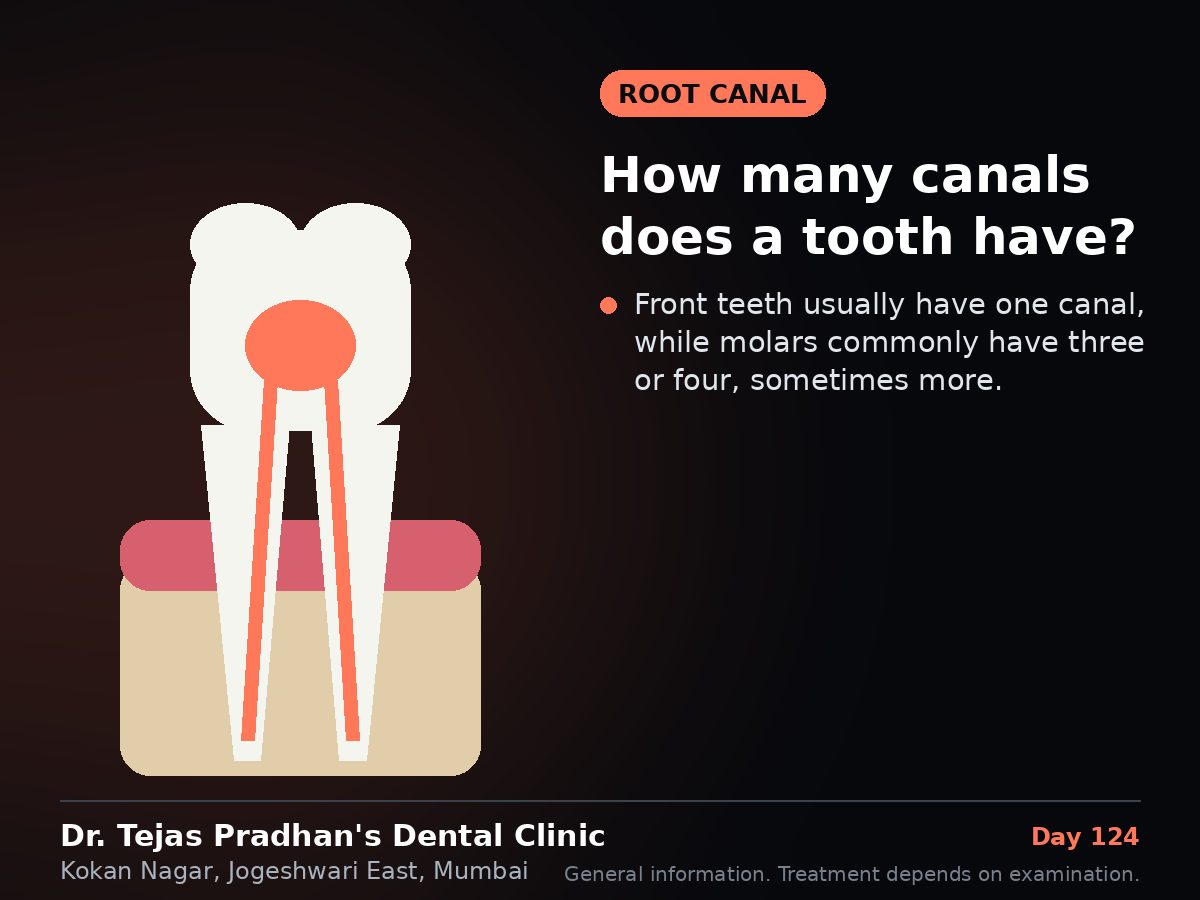 ROOT CANAL
How many canals
does a tooth have?
Front teeth usually have one canal,
while molars commonly have three
or four, sometimes more.
Dr. Tejas Pradhan's Dental Clinic
Day 124
Kokan Nagar, Jogeshwari East, Mumbai
General information. Treatment depends on examination.